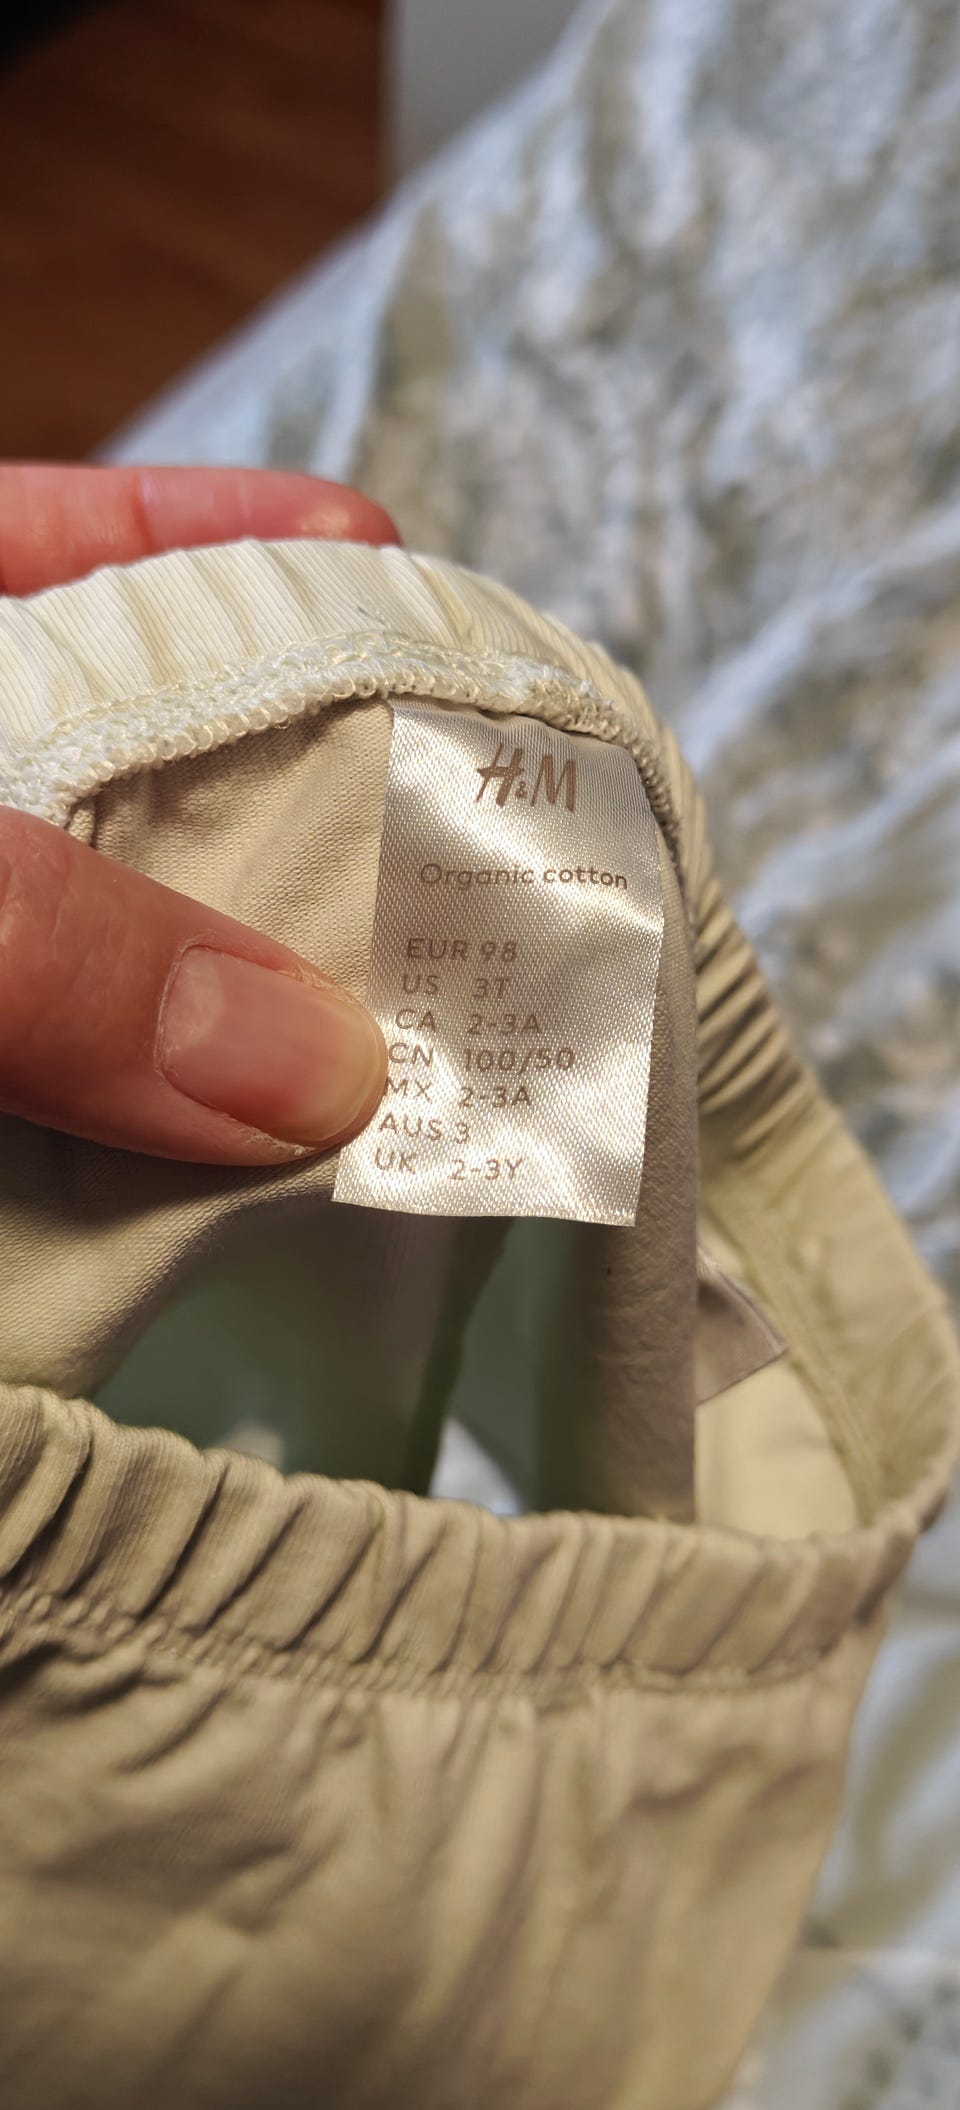 H&M
Organic cotton
EUR 98
US 3T
CA 2-3A
CN 100/50
MX 2-3A
AUS 3
UK 2-3Y